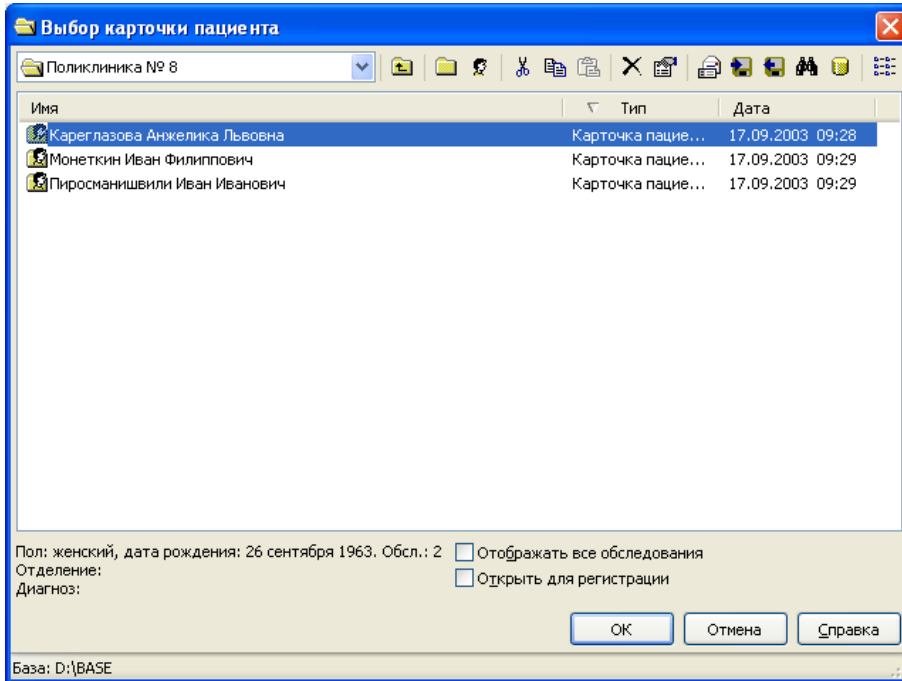 Выбор карточки пациента
Поликлиника № 8
Имя Тип Дата
Кареглазова Анжелика Львовна Карточка пацие... 17.09.2003 09:28
Монеткин Иван Филиппович Карточка пацие... 17.09.2003 09:29
Пиросманишвили Иван Иванович Карточка пацие... 17.09.2003 09:29
Пол: женский, дата рождения: 26 сентября 1963. Обсл.: 2 Отображать все обследования
Отделение:
Открыть для регистрации
Диагноз:
ОК Отмена Справка
База: D:\BASE